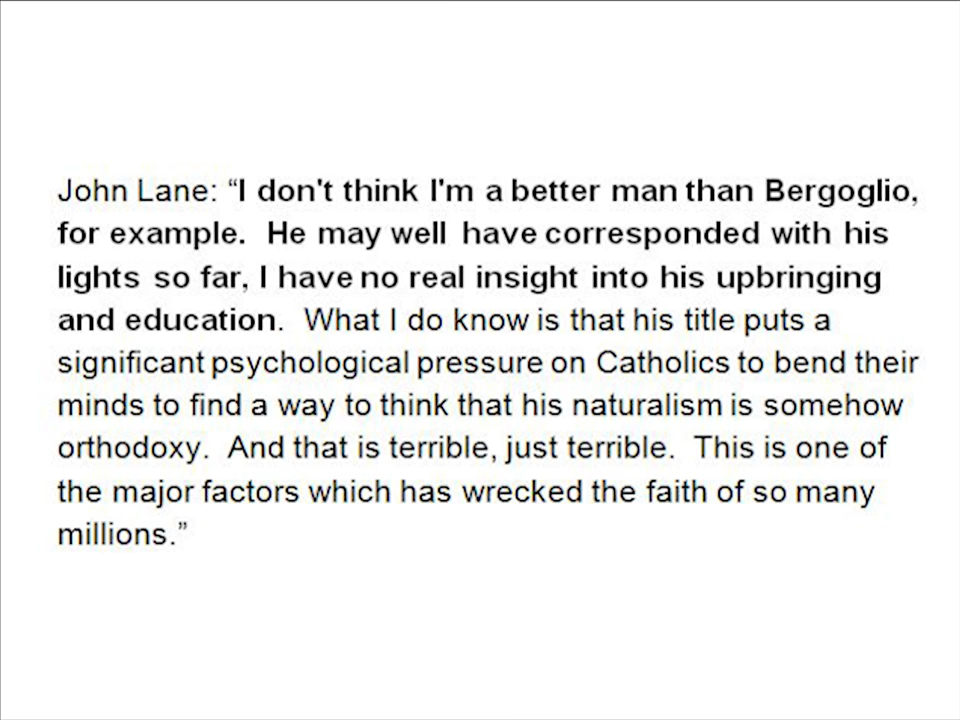 John Lane: “I don't think I'm a better man than Bergoglio,
for example.  He may well have corresponded with his
lights so far, I have no real insight into his upbringing
and education.  What I do know is that his title puts a
significant psychological pressure on Catholics to bend their
minds to find a way to think that his naturalism is somehow
orthodoxy.  And that is terrible, just terrible.  This is one of
the major factors which has wrecked the faith of so many
millions.”